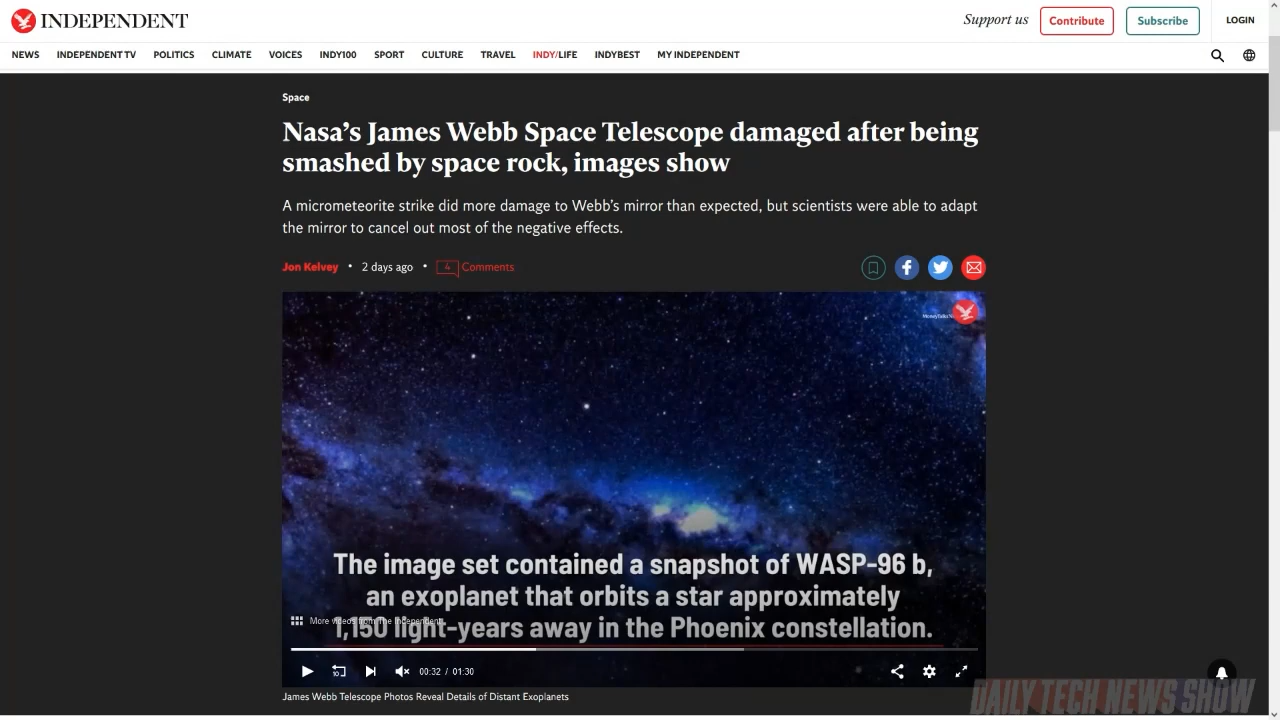 INDEPENDENT
Support us
Contribute
Subscribe
LOGIN
NEWS INDEPENDENT TV POLITICS CLIMATE VOICES INDY100 SPORT CULTURE TRAVEL INDY/LIFE INDYBEST MY INDEPENDENT
Space
Nasa's James Webb Space Telescope damaged after being
smashed by space rock, images show
A micrometeorite strike did more damage to Webb's mirror than expected, but scientists were able to adapt
the mirror to cancel out most of the negative effects.
Jon Kelvey • 2 days ago • 4 Comments
The image set contained a snapshot of WASP-96 b,
an exoplanet that orbits a star approximately
More videos from The Independent
1,150 light-years away in the Phoenix constellation.
10
00:32 / 01:30
James Webb Telescope Photos Reveal Details of Distant Exoplanets
DAILY TECH NEWS SHOW